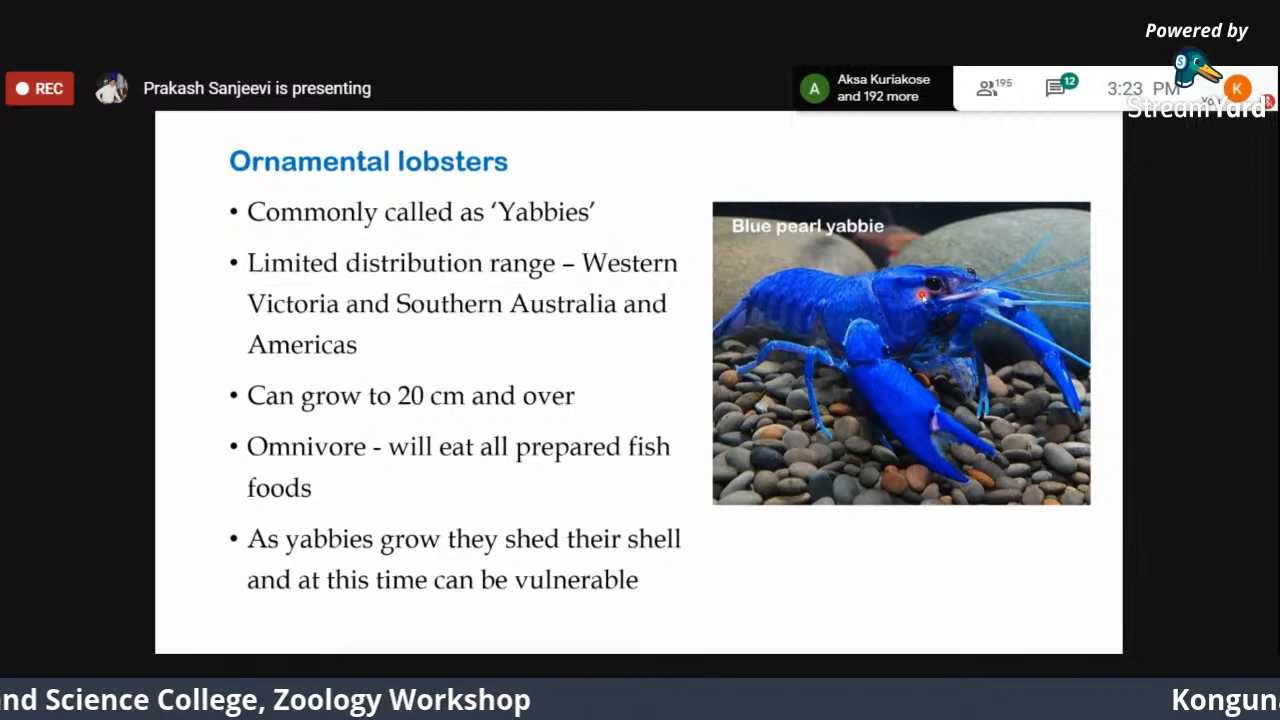 Powered by
REC
Prakash Sanjeevi is presenting
A
Aksa Kuriakose
and 192 more
195
12
3:23 PM
K
StreamYard
Ornamental lobsters
• Commonly called as ‘Yabbies’
• Limited distribution range – Western
Victoria and Southern Australia and
Americas
• Can grow to 20 cm and over
• Omnivore - will eat all prepared fish
foods
• As yabbies grow they shed their shell
and at this time can be vulnerable
Blue pearl yabbie
nd Science College, Zoology Workshop
Kongun